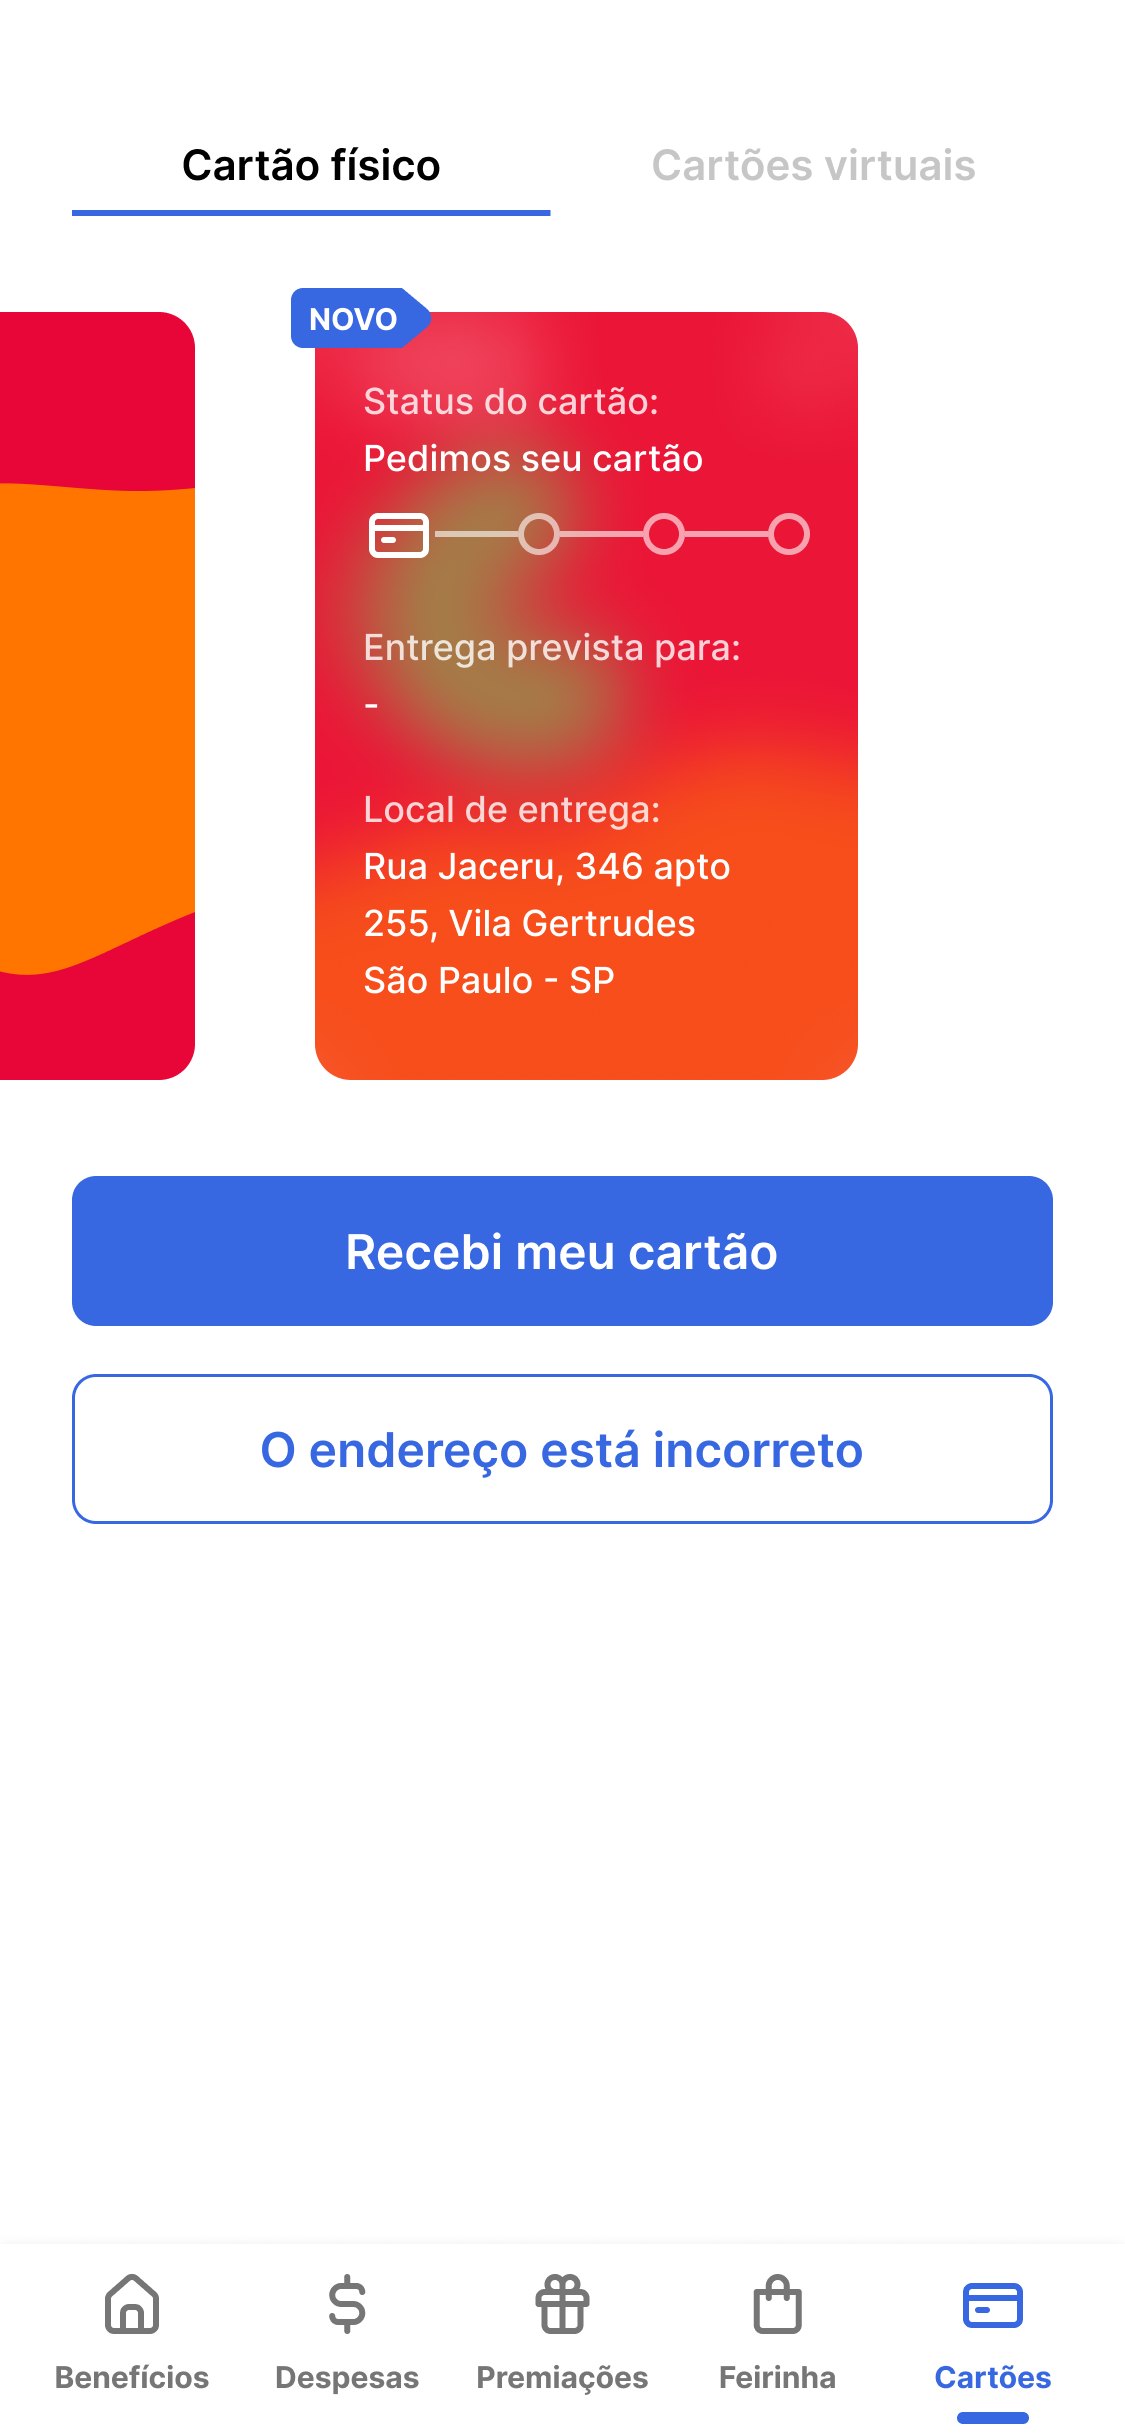 Cartão físico
Cartões virtuais
NOVO
Status do cartão:
Pedimos seu cartão
Entrega prevista para:
-
Local de entrega:
Rua Jaceru, 346 apto
255, Vila Gertrudes
São Paulo - SP
Recebi meu cartão
O endereço está incorreto
Benefícios
Despesas
Premiações
Feirinha
Cartões